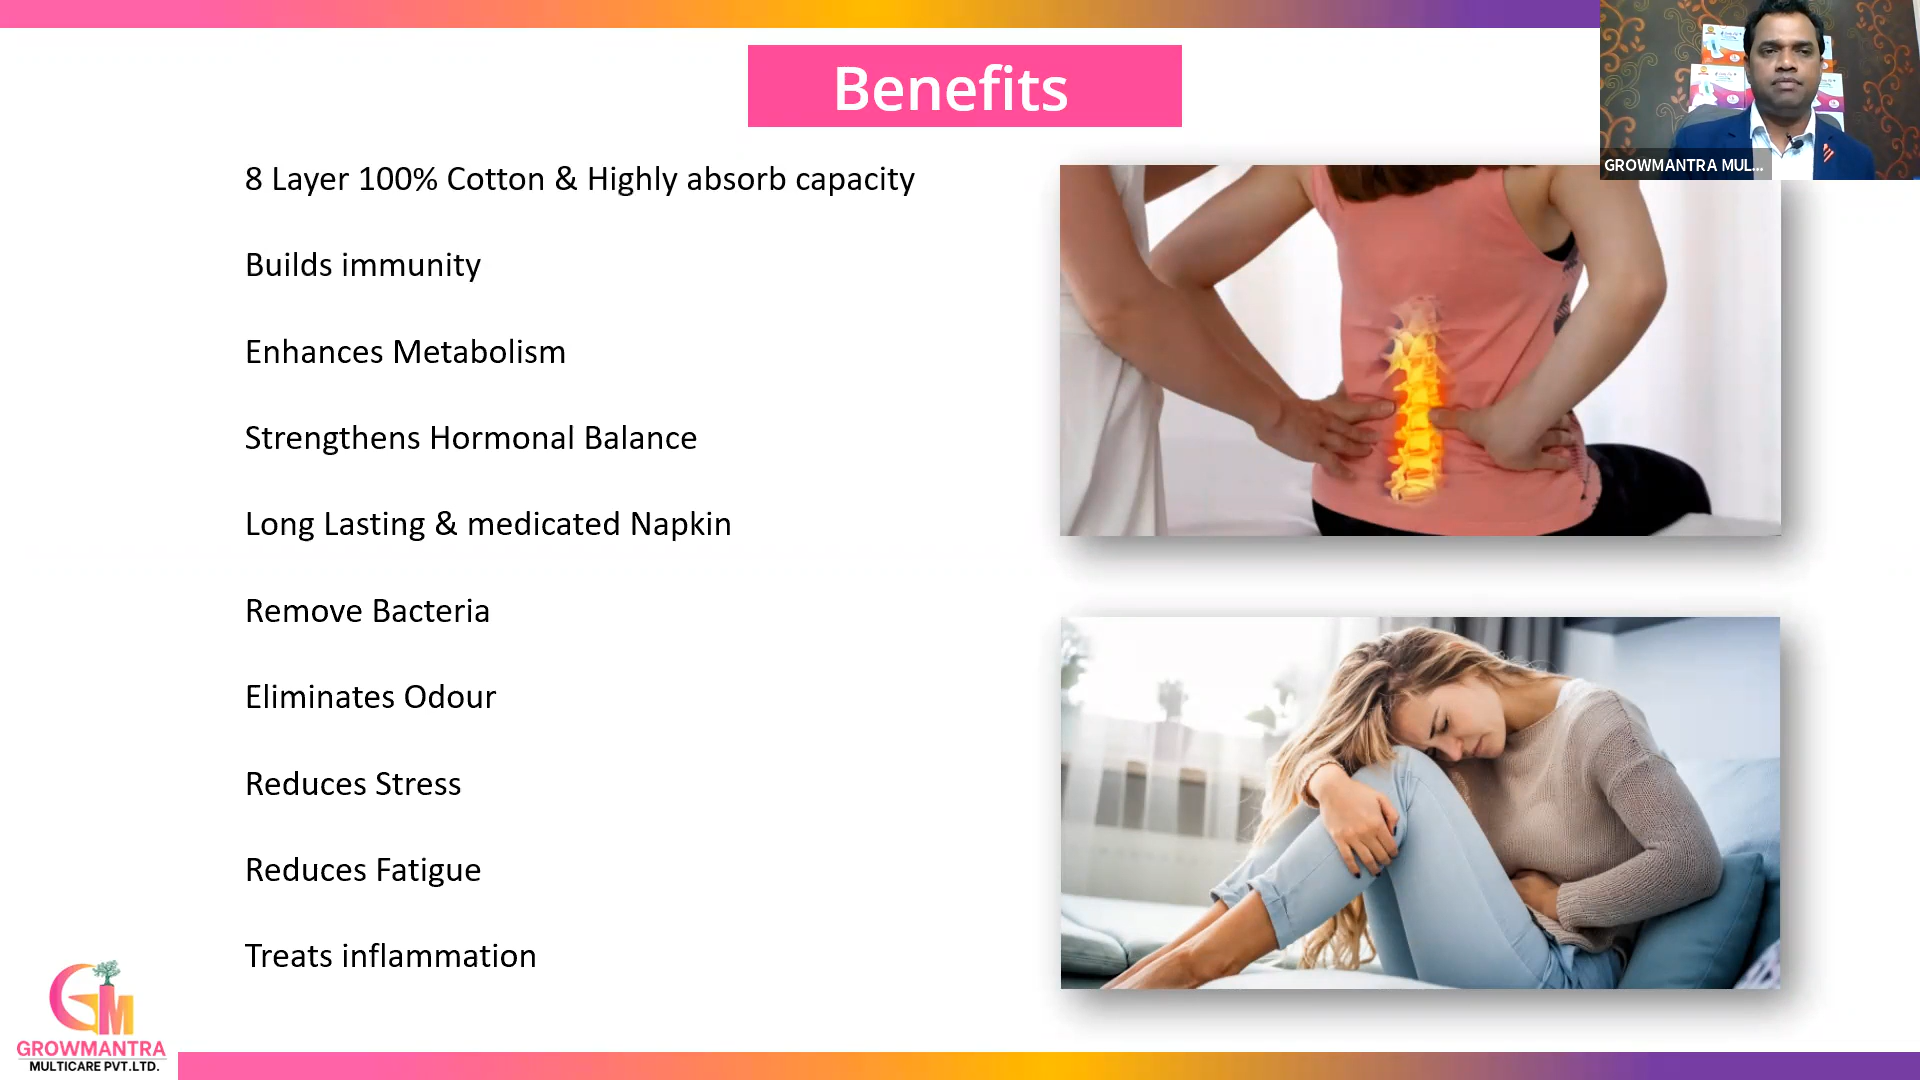 Benefits
GROWMANTRA MUL...
8 Layer 100% Cotton & Highly absorb capacity
Builds immunity
Enhances Metabolism
Strengthens Hormonal Balance
Long Lasting & medicated Napkin
Remove Bacteria
Eliminates Odour
Reduces Stress
Reduces Fatigue
Treats inflammation
GM
GROWMANTRA
MULTICARE PVT.LTD.